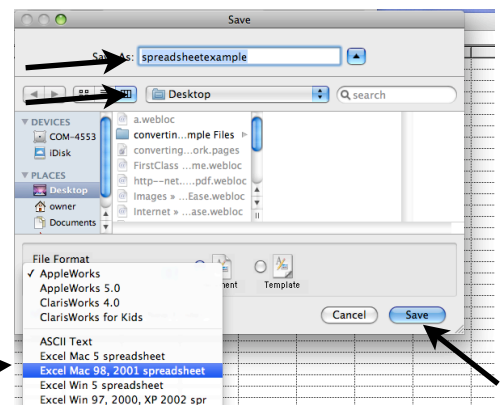 Save
Save As: spreadsheetexample
Desktop
search
DEVICES
COM-4553
iDisk
PLACES
Desktop
owner
Documents
a.webloc
convertin...mple Files
converting...ork.pages
FirstClass ...me.webloc
http--net.....pdf.webloc
Images » ...Ease.webloc
Internet » ...ase.webloc
File Format
✓ AppleWorks
AppleWorks 5.0
ClarisWorks 4.0
ClarisWorks for Kids
ASCII Text
Excel Mac 5 spreadsheet
Excel Mac 98, 2001 spreadsheet
Excel Win 5 spreadsheet
Excel Win 97, 2000, XP 2002 spr
Template
Cancel
Save